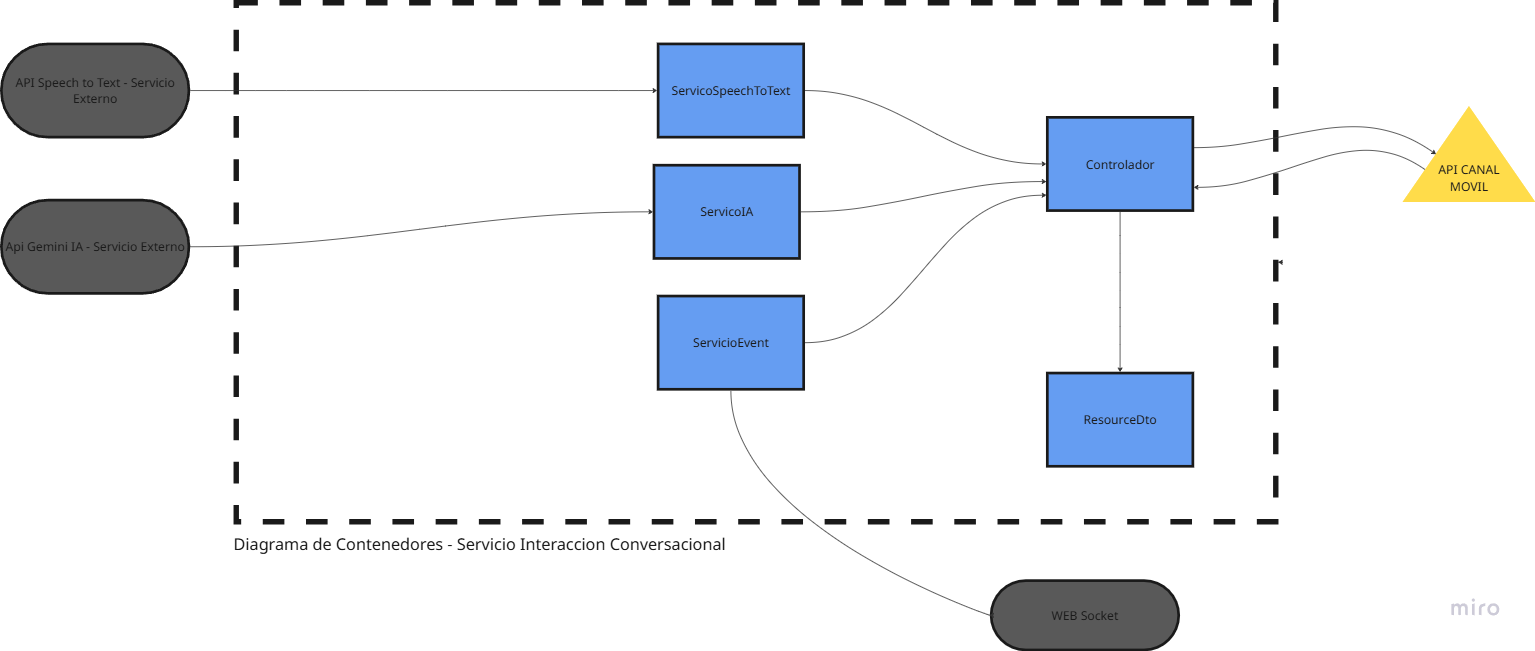 API Speech to Text - Servicio
Externo
ServicoSpeechToText
Controlador
API CANAL
MOVIL
ServicoIA
Api Gemini IA - Servicio Externo
ServicioEvent
ResourceDto
Diagrama de Contenedores - Servicio Interaccion Conversacional
WEB Socket
miro